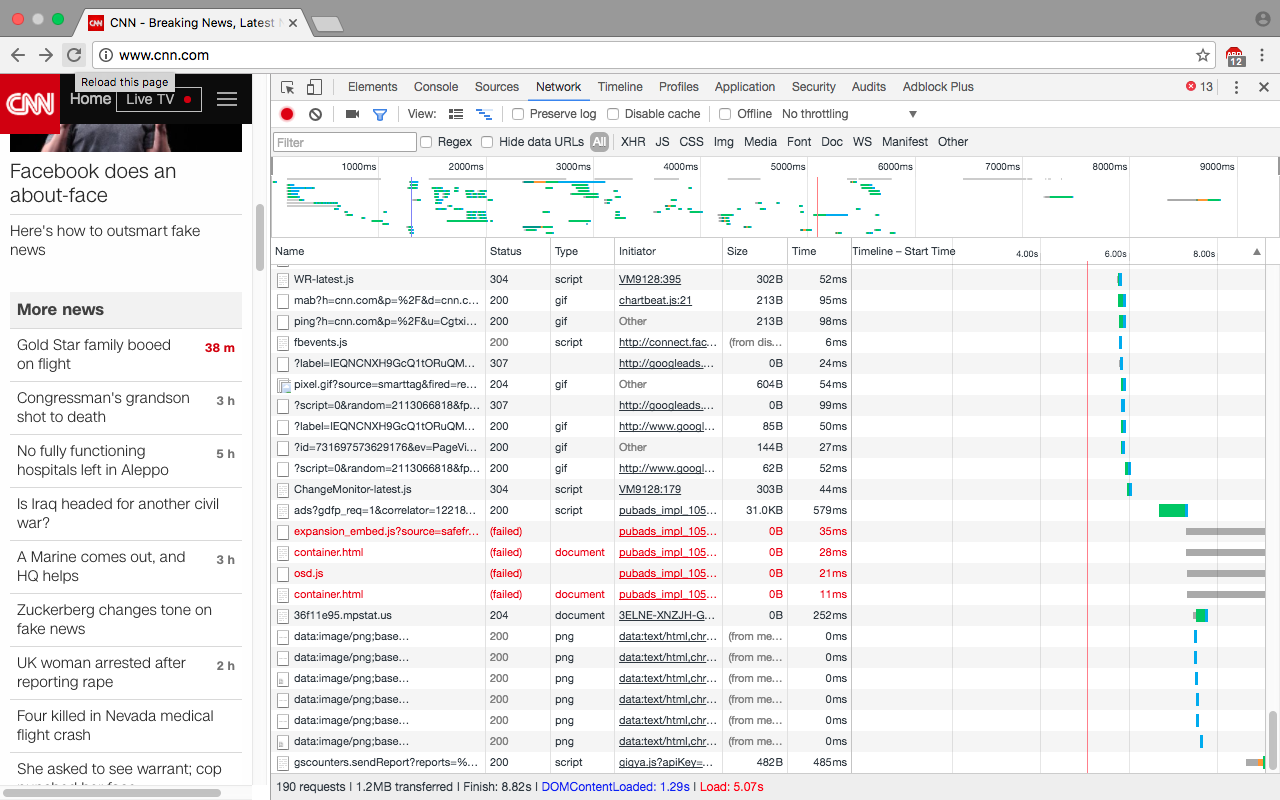 CNN - Breaking News, Latest
www.cnn.com
12
Reload this page
CNN
Home
Live TV
Facebook does an
about-face
Here's how to outsmart fake
news
More news
Gold Star family booed
on flight
38 m
Congressman's grandson
shot to death
3 h
No fully functioning
hospitals left in Aleppo
5 h
Is Iraq headed for another civil
war?
A Marine comes out, and
HQ helps
3 h
Zuckerberg changes tone on
fake news
UK woman arrested after
reporting rape
2 h
Four killed in Nevada medical
flight crash
She asked to see warrant; cop
Elements Console Sources Network Timeline Profiles Application Security Audits Adblock Plus 13
View: Preserve log Disable cache Offline No throttling
Filter Regex Hide data URLs All XHR JS CSS Img Media Font Doc WS Manifest Other
1000ms 2000ms 3000ms 4000ms 5000ms 6000ms 7000ms 8000ms 9000ms
Name Status Type Initiator Size Time Timeline – Start Time 4.00s 6.00s 8.00s
WR-latest.js 304 script VM9128:395 302B 52ms
mab?h=cnn.com&p=%2F&d=cnn.c… 200 gif chartbeat.js:21 213B 95ms
ping?h=cnn.com&p=%2F&u=Cgtxi… 200 gif Other 213B 98ms
fbevents.js 200 script http://connect.fac… (from dis… 6ms
?label=IEQNCNXH9GcQ1tORuQM… 307 http://googleads.… 0B 24ms
pixel.gif?source=smarttag&fired=re… 204 gif Other 604B 54ms
?script=0&random=2113066818&fp… 307 http://googleads.… 0B 99ms
?label=IEQNCNXH9GcQ1tORuQM… 200 gif http://www.googl… 85B 50ms
?id=731697573629176&ev=PageVi… 200 gif Other 144B 27ms
?script=0&random=2113066818&fp… 200 gif http://www.googl… 62B 52ms
ChangeMonitor-latest.js 304 script VM9128:179 303B 44ms
ads?gdfp_req=1&correlator=12218… 200 script pubads_impl_105… 31.0KB 579ms
expansion_embed.js?source=safefr… (failed) pubads_impl_105… 0B 35ms
container.html (failed) document pubads_impl_105… 0B 28ms
osd.js (failed) pubads_impl_105… 0B 21ms
container.html (failed) document pubads_impl_105… 0B 11ms
36f11e95.mpstat.us 204 document 3ELNE-XNZJH-G… 0B 252ms
data:image/png;base… 200 png data:text/html,chr… (from me… 0ms
data:image/png;base… 200 png data:text/html,chr… (from me… 0ms
data:image/png;base… 200 png data:text/html,chr… (from me… 0ms
data:image/png;base… 200 png data:text/html,chr… (from me… 0ms
data:image/png;base… 200 png data:text/html,chr… (from me… 0ms
data:image/png;base… 200 png data:text/html,chr… (from me… 0ms
gscounters.sendReport?reports=%… 200 script gigya.js?apiKey=… 482B 485ms
190 requests | 1.2MB transferred | Finish: 8.82s | DOMContentLoaded: 1.29s | Load: 5.07s